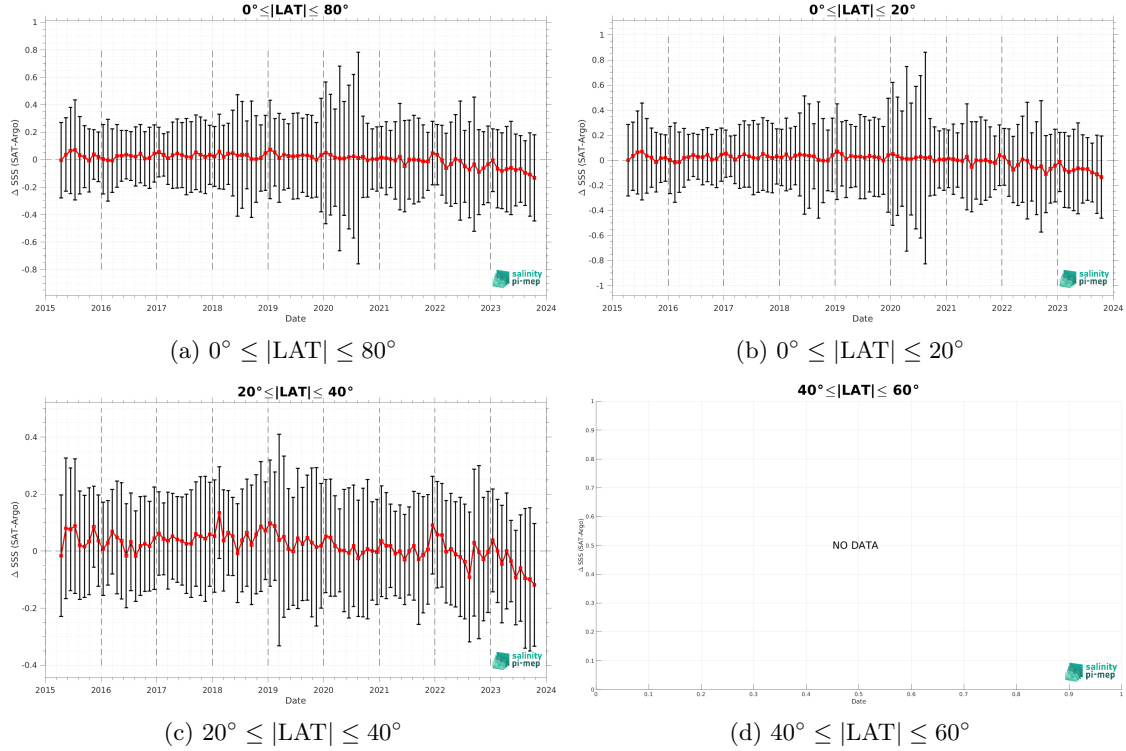 0°≤|LAT|≤ 80°
1
0.8
0.6
0.4
0.2
0
-0.2
-0.4
-0.6
-0.8
Δ SSS (SAT-Argo)
2015 2016 2017 2018 2019 2020 2021 2022 2023 2024
Date
salinity
pi-mep
(a) 0° ≤ |LAT| ≤ 80°
0°≤|LAT|≤ 20°
1
0.8
0.6
0.4
0.2
0
-0.2
-0.4
-0.6
-0.8
-1
Δ SSS (SAT-Argo)
2015 2016 2017 2018 2019 2020 2021 2022 2023 2024
Date
salinity
pi-mep
(b) 0° ≤ |LAT| ≤ 20°
20°≤|LAT|≤ 40°
0.4
0.2
0
-0.2
-0.4
Δ SSS (SAT-Argo)
2015 2016 2017 2018 2019 2020 2021 2022 2023 2024
Date
salinity
pi-mep
(c) 20° ≤ |LAT| ≤ 40°
40°≤|LAT|≤ 60°
1
0.9
0.8
0.7
0.6
0.5
0.4
0.3
0.2
0.1
0
Δ SSS (SAT-Argo)
NO DATA
0 0.1 0.2 0.3 0.4 0.5 0.6 0.7 0.8 0.9 1
Date
salinity
pi-mep
(d) 40° ≤ |LAT| ≤ 60°